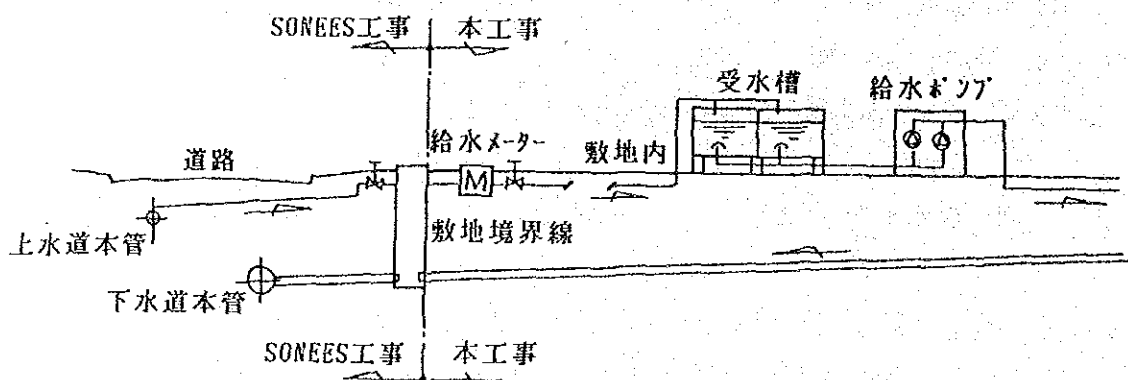 SONEES工事 本工事
受水槽
給水ポンプ
給水メーター
敷地内
道路
M
敷地境界線
上水道本管
下水道本管
SONEES工事 本工事